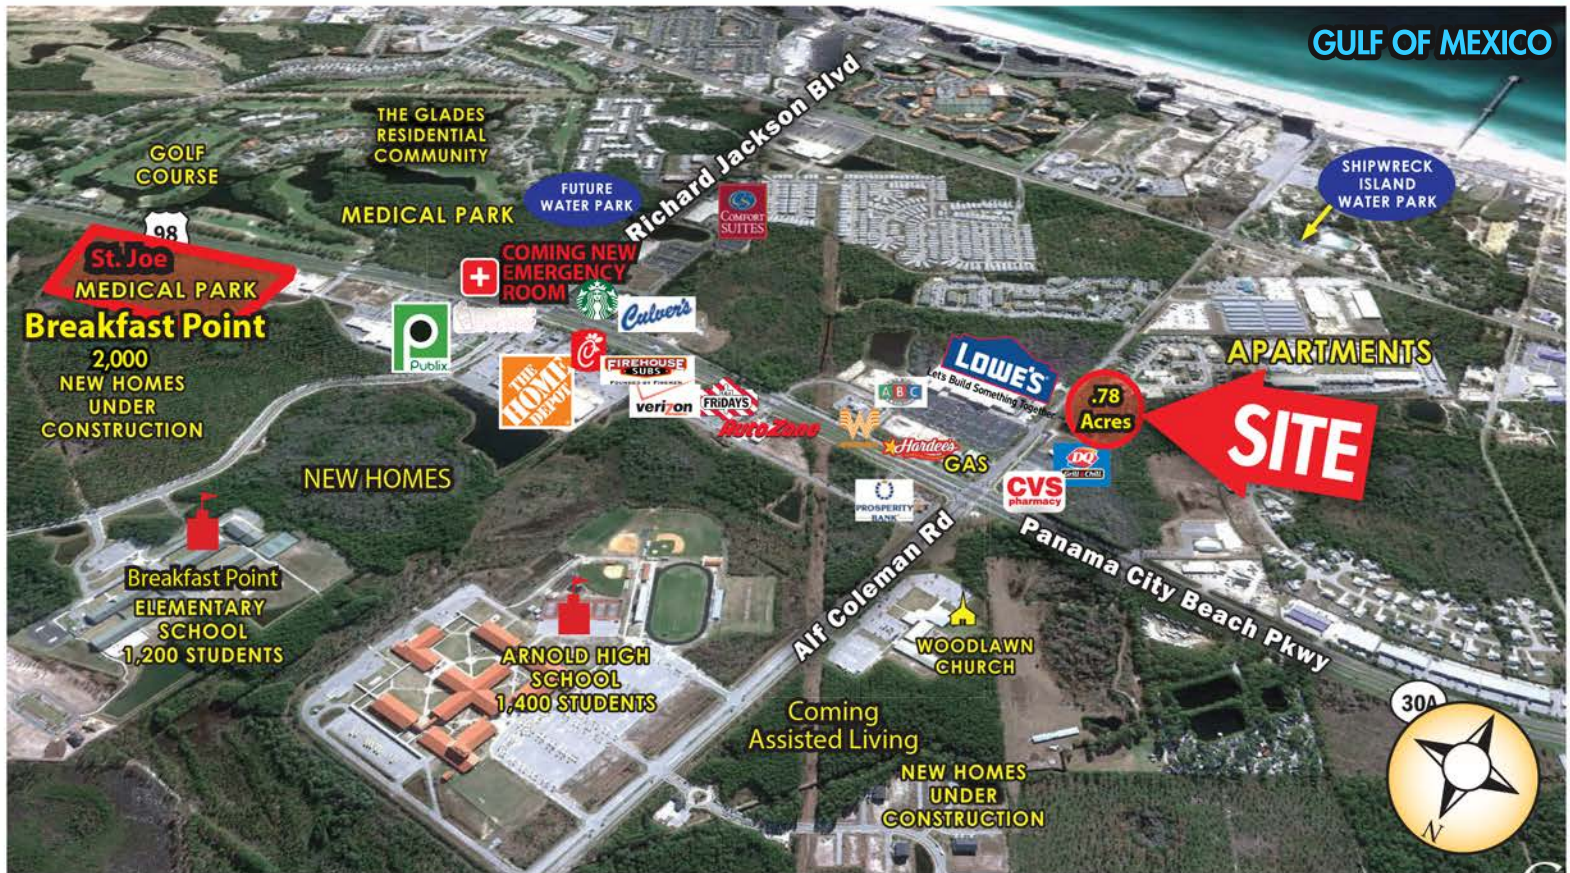 GULF OF MEXICO
THE GLADES
RESIDENTIAL
COMMUNITY
GOLF
COURSE
MEDICAL PARK
FUTURE
WATER PARK
Richard Jackson Blvd
COMFORT
SUITES
SHIPWRECK
ISLAND
WATER PARK
98
St. Joe
MEDICAL PARK
Breakfast Point
2,000
NEW HOMES
UNDER
CONSTRUCTION
COMING NEW
EMERGENCY
ROOM
Culver's
Publix
THE
HOME
DEPOT
FIREHOUSE
SUBS
FOUNDED BY FIREMEN
verizon
FRiDAYS
AutoZone
ABC
LOWE'S
Let's Build Something Together
W
Hardee's
GAS
.78
Acres
APARTMENTS
SITE
DQ
Grill & Chill
CVS
pharmacy
PROSPERITY
BANK
NEW HOMES
Alf Coleman Rd
Panama City Beach Pkwy
Breakfast Point
ELEMENTARY
SCHOOL
1,200 STUDENTS
ARNOLD HIGH
SCHOOL
1,400 STUDENTS
WOODLAWN
CHURCH
Coming
Assisted Living
NEW HOMES
UNDER
CONSTRUCTION
30A
N